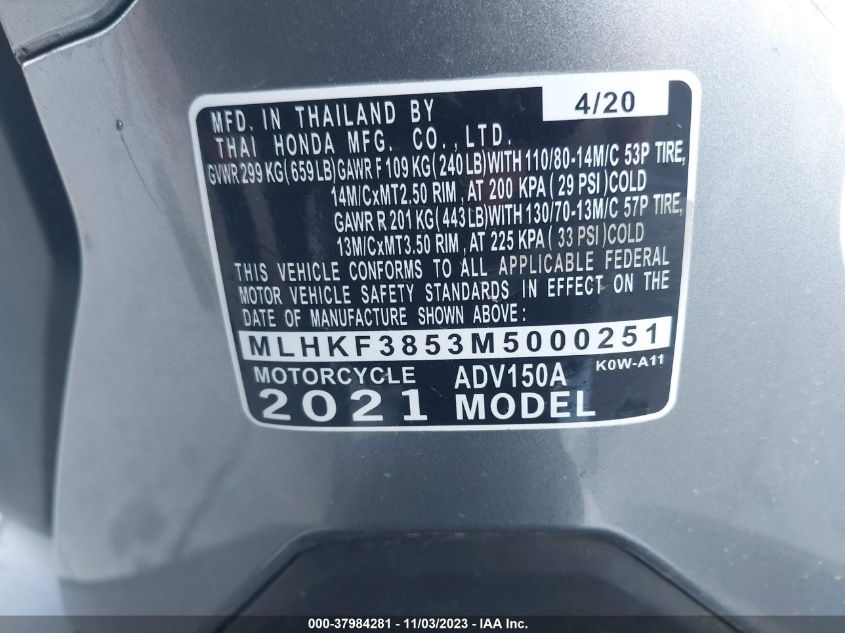 4/20
MFD. IN THAILAND BY
THAI HONDA MFG. CO.,LTD.
GVWR 299 KG(659 LB)GAWR F 109 KG(240 LB)WITH 110/80-14M/C 53P TIRE,
14M/CxMT2.50 RIM, AT 200 KPA (29 PSI)COLD
GAWR R 201 KG(443 LB)WITH 130/70-13M/C 57P TIRE,
13M/CxMT3.50 RIM, AT 225 KPA (33 PSI)COLD
THIS VEHICLE CONFORMS TO ALL APPLICABLE FEDERAL
MOTOR VEHICLE SAFETY STANDARDS IN EFFECT ON THE
DATE OF MANUFACTURE SHOWN ABOVE:
MLHKF3853M5000251
K0W-A11
MOTORCYCLE ADV150A
2021 MODEL
000-37984281 - 11/03/2023 - IAAI.com